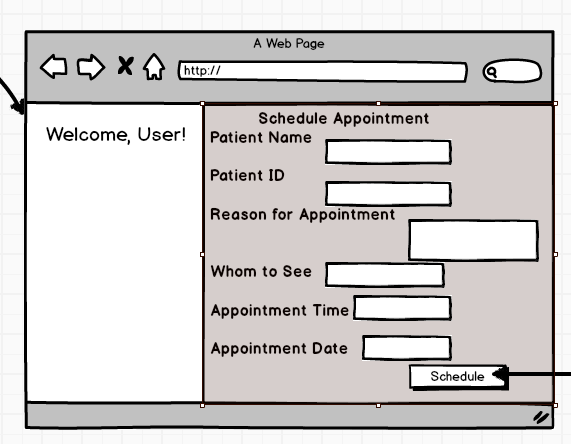 A Web Page
http://
Welcome, User!
Schedule Appointment
Patient Name
Patient ID
Reason for Appointment
Whom to See
Appointment Time
Appointment Date
Schedule